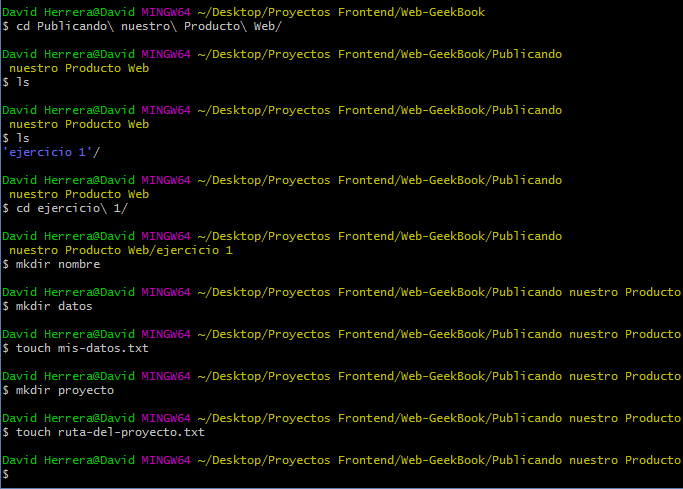 David Herrera@David MINGW64 ~/Desktop/Proyectos Frontend/Web-GeekBook
$ cd Publicando\ nuestro\ Producto\ Web/
David Herrera@David MINGW64 ~/Desktop/Proyectos Frontend/Web-GeekBook/Publicando
nuestro Producto Web
$ ls
David Herrera@David MINGW64 ~/Desktop/Proyectos Frontend/Web-GeekBook/Publicando
nuestro Producto Web
$ ls
'ejercicio 1'/
David Herrera@David MINGW64 ~/Desktop/Proyectos Frontend/Web-GeekBook/Publicando
nuestro Producto Web
$ cd ejercicio\ 1/
David Herrera@David MINGW64 ~/Desktop/Proyectos Frontend/Web-GeekBook/Publicando
nuestro Producto Web/ejercicio 1
$ mkdir nombre
David Herrera@David MINGW64 ~/Desktop/Proyectos Frontend/Web-GeekBook/Publicando nuestro Producto
$ mkdir datos
David Herrera@David MINGW64 ~/Desktop/Proyectos Frontend/Web-GeekBook/Publicando nuestro Producto
$ touch mis-datos.txt
David Herrera@David MINGW64 ~/Desktop/Proyectos Frontend/Web-GeekBook/Publicando nuestro Producto
$ mkdir proyecto
David Herrera@David MINGW64 ~/Desktop/Proyectos Frontend/Web-GeekBook/Publicando nuestro Producto
$ touch ruta-del-proyecto.txt
David Herrera@David MINGW64 ~/Desktop/Proyectos Frontend/Web-GeekBook/Publicando nuestro Producto
$